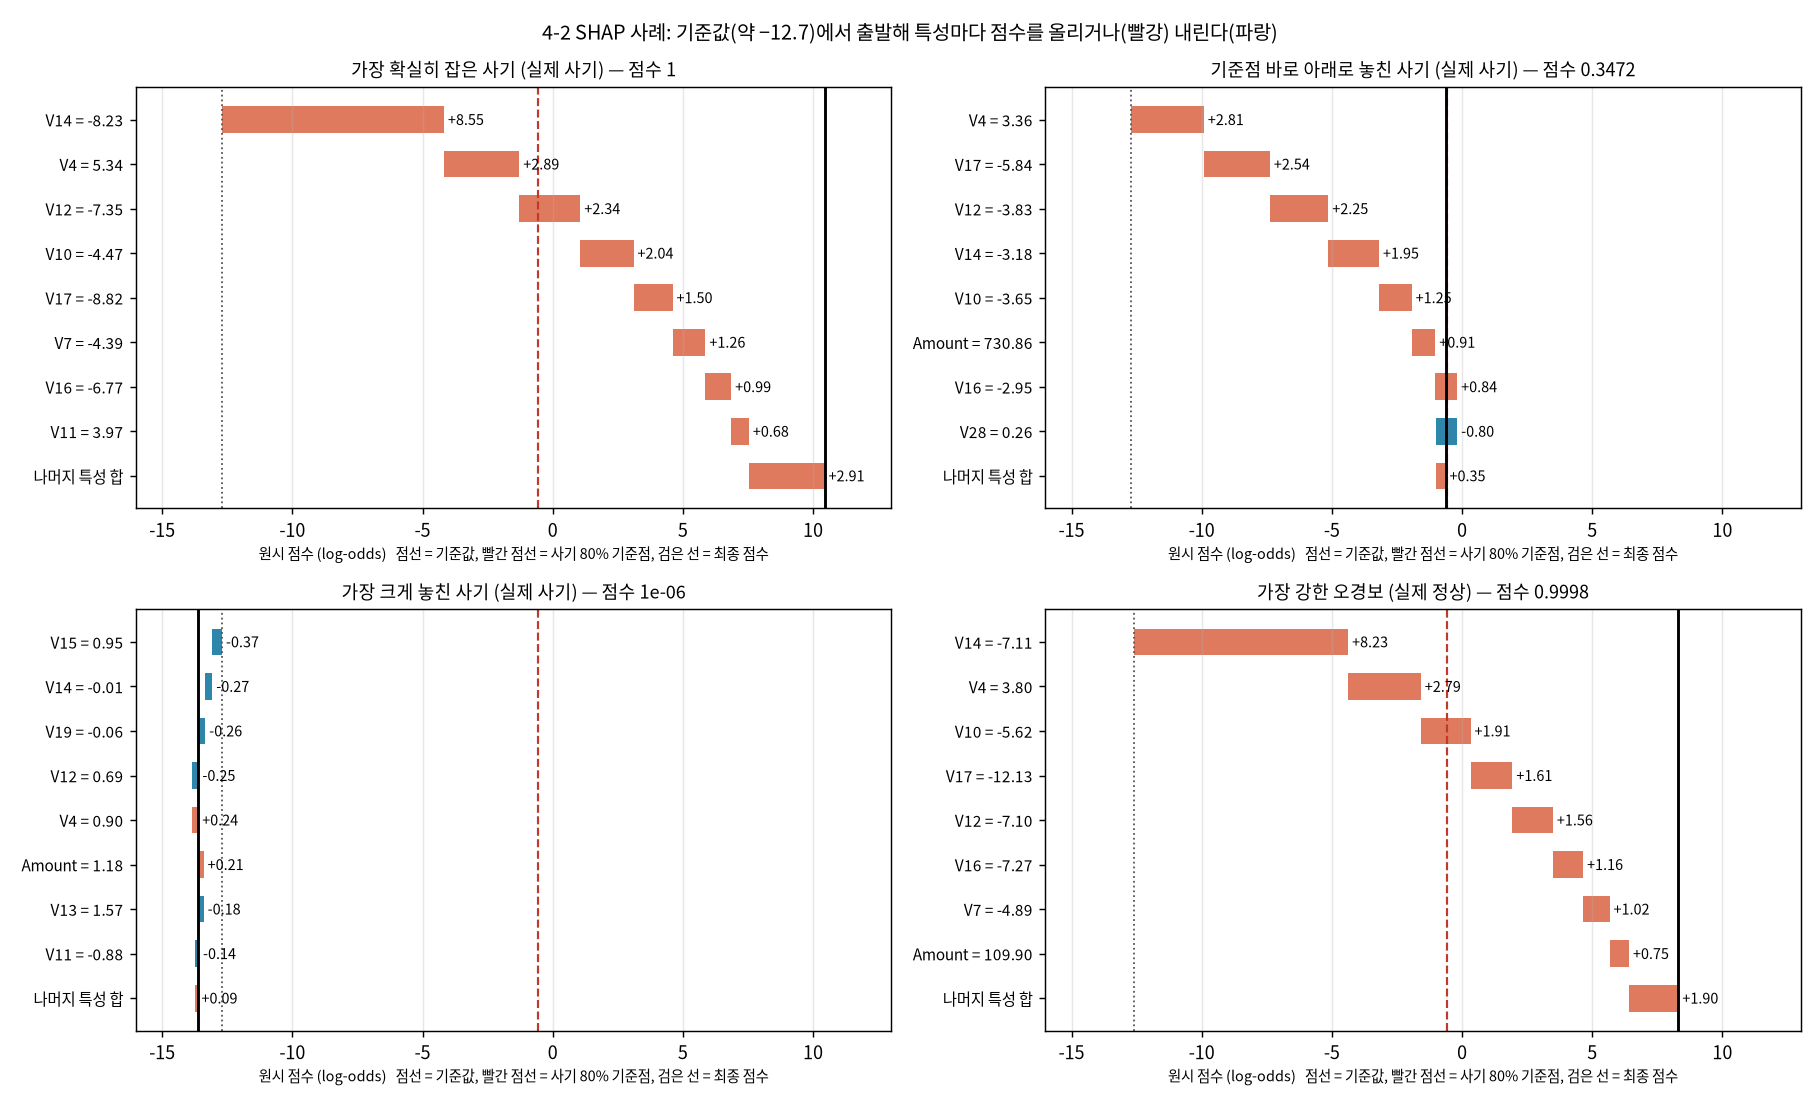 4-2 SHAP 사례: 기준값(약 −12.7)에서 출발해 특성마다 점수를 올리거나(빨강) 내린다(파랑)
가장 확실히 잡은 사기 (실제 사기) — 점수 1
V14 = -8.23
+8.55
V4 = 5.34
+2.89
V12 = -7.35
+2.34
V10 = -4.47
+2.04
V17 = -8.82
+1.50
V7 = -4.39
+1.26
V16 = -6.77
+0.99
V11 = 3.97
+0.68
나머지 특성 합
+2.91
-15 -10 -5 0 5 10
원시 점수 (log-odds) 점선 = 기준값, 빨간 점선 = 사기 80% 기준점, 검은 선 = 최종 점수
기준점 바로 아래로 놓친 사기 (실제 사기) — 점수 0.3472
V4 = 3.36
+2.81
V17 = -5.84
+2.54
V12 = -3.83
+2.25
V14 = -3.18
+1.95
V10 = -3.65
+1.25
Amount = 730.86
+0.91
V16 = -2.95
+0.84
V28 = 0.26
-0.80
나머지 특성 합
+0.35
-15 -10 -5 0 5 10
원시 점수 (log-odds) 점선 = 기준값, 빨간 점선 = 사기 80% 기준점, 검은 선 = 최종 점수
가장 크게 놓친 사기 (실제 사기) — 점수 1e-06
V15 = 0.95
-0.37
V14 = -0.01
-0.27
V19 = -0.06
-0.26
V12 = 0.69
-0.25
V4 = 0.90
+0.24
Amount = 1.18
+0.21
V13 = 1.57
-0.18
V11 = -0.88
-0.14
나머지 특성 합
+0.09
-15 -10 -5 0 5 10
원시 점수 (log-odds) 점선 = 기준값, 빨간 점선 = 사기 80% 기준점, 검은 선 = 최종 점수
가장 강한 오경보 (실제 정상) — 점수 0.9998
V14 = -7.11
+8.23
V4 = 3.80
+2.79
V10 = -5.62
+1.91
V17 = -12.13
+1.61
V12 = -7.10
+1.56
V16 = -7.27
+1.16
V7 = -4.89
+1.02
Amount = 109.90
+0.75
나머지 특성 합
+1.90
-15 -10 -5 0 5 10
원시 점수 (log-odds) 점선 = 기준값, 빨간 점선 = 사기 80% 기준점, 검은 선 = 최종 점수